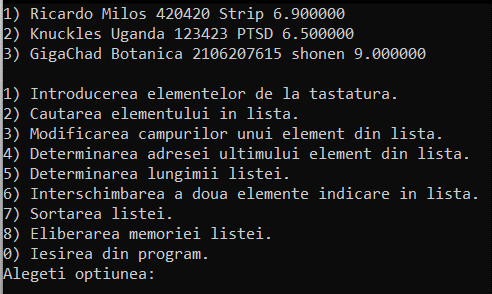 1) Ricardo Milos 420420 Strip 6.900000
2) Knuckles Uganda 123423 PTSD 6.500000
3) GigaChad Botanica 2106207615 shonen 9.000000
1) Introducerea elementelor de la tastatura.
2) Cautarea elementului in lista.
3) Modificarea campurilor unui element din lista.
4) Determinarea adresei ultimului element din lista.
5) Determinarea lungimii listei.
6) Interschimbarea a doua elemente indicare in lista.
7) Sortarea listei.
8) Eliberarea memoriei listei.
0) Iesirea din program.
Alegeti optiunea: